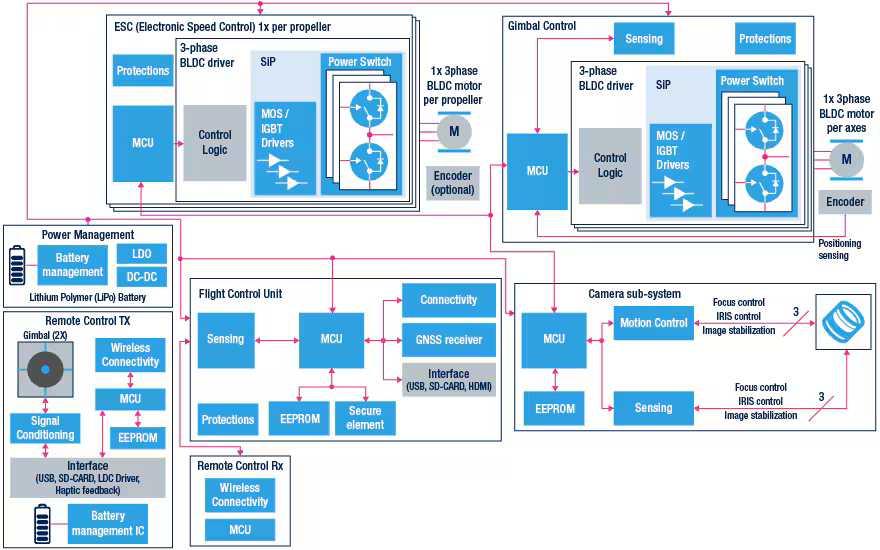 ESC (Electronic Speed Control) 1x per propeller
3-phase
BLDC driver
Protections
MCU
Control
Logic
SiP
MOS /
IGBT
Drivers
Power Switch
1x 3phase
BLDC motor
per propeller
M
Encoder
(optional)
Gimbal Control
Sensing
Protections
3-phase
BLDC driver
MCU
Control
Logic
SiP
MOS /
IGBT
Drivers
Power Switch
1x 3phase
BLDC motor
per axes
M
Encoder
Positioning
sensing
Power Management
Battery
management
LDO
DC-DC
Lithium Polymer (LiPo) Battery
Remote Control TX
Gimbal (2X)
Wireless
Connectivity
MCU
Signal
Conditioning
EEPROM
Interface
(USB, SD-CARD, LDC Driver,
Haptic feedback)
Battery
management IC
Flight Control Unit
Sensing
MCU
Connectivity
GNSS receiver
Interface
(USB, SD-CARD, HDMI)
Protections
EEPROM
Secure
element
Remote Control Rx
Wireless
Connectivity
MCU
Camera sub-system
MCU
Motion Control
Focus control
IRIS control
Image stabilization
3
EEPROM
Sensing
Focus control
IRIS control
Image stabilization
3